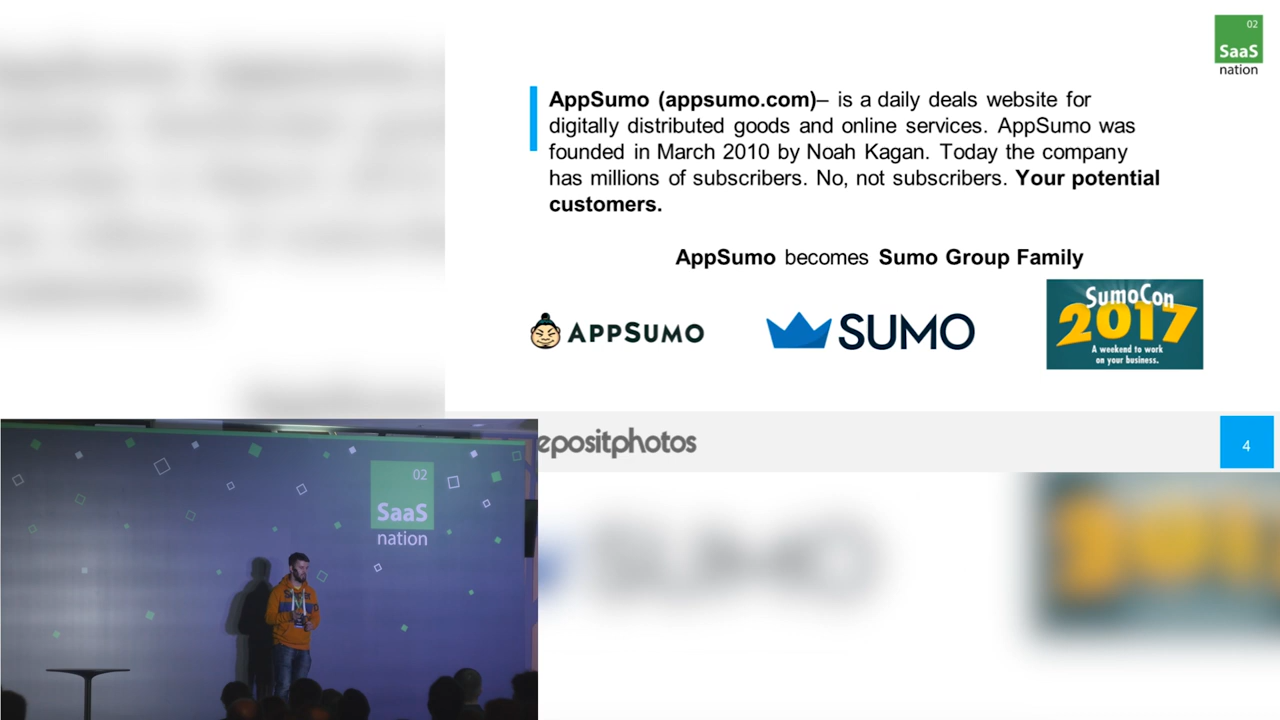 02
SaaS
nation
AppSumo (appsumo.com)– is a daily deals website for
digitally distributed goods and online services. AppSumo was
founded in March 2010 by Noah Kagan. Today the company
has millions of subscribers. No, not subscribers. Your potential
customers.
AppSumo becomes Sumo Group Family
APPSUMO
SUMO
SumoCon
2017
A weekend to work
on your business.
epositphotos
4
02
SaaS
nation